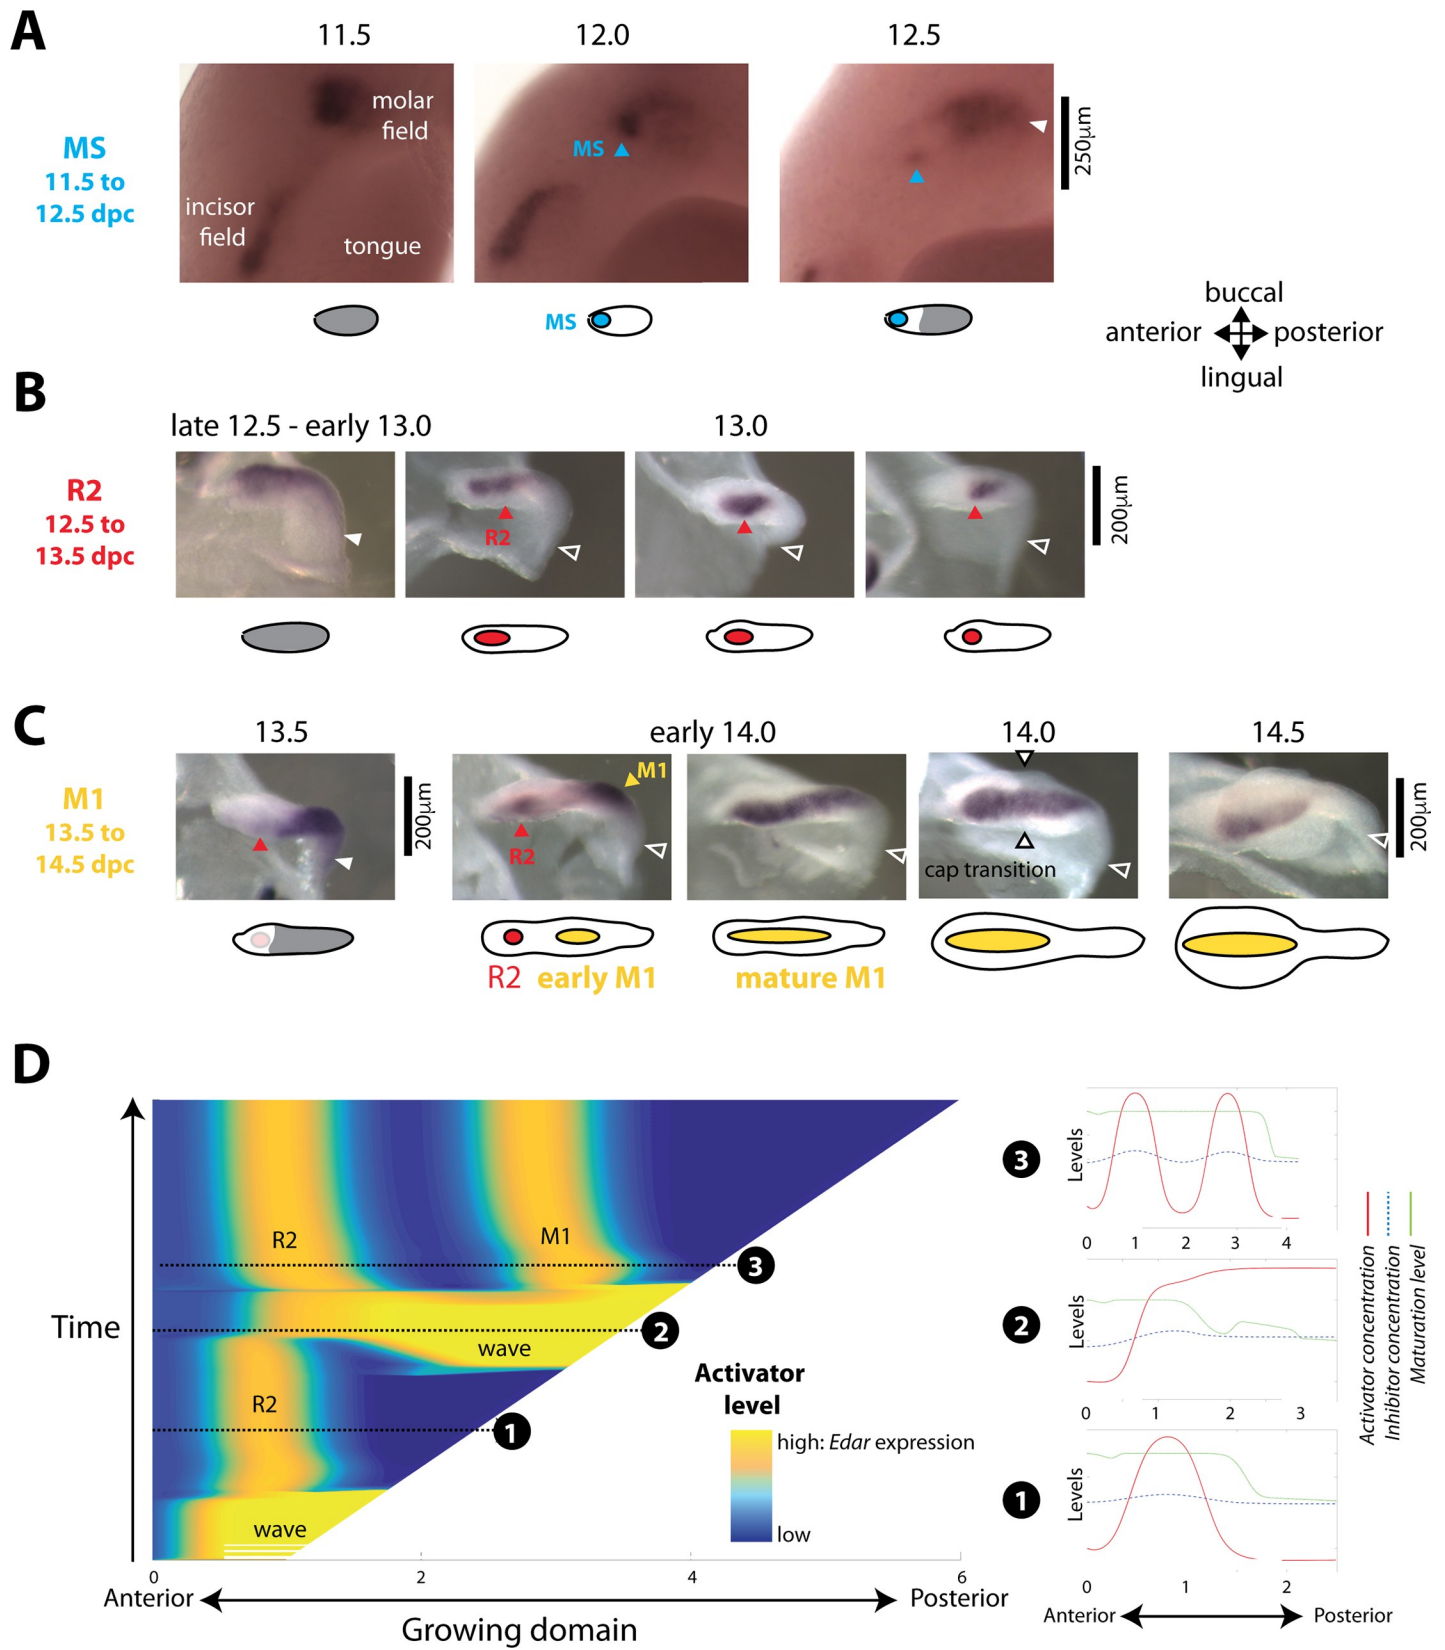 A
11.5
12.0
12.5
MS
11.5 to
12.5 dpc
molar
field
incisor
field
tongue
MS
250µm
MS
buccal
anterior
posterior
lingual
B
late 12.5 - early 13.0
13.0
R2
12.5 to
13.5 dpc
R2
200µm
C
13.5
early 14.0
14.0
14.5
M1
13.5 to
14.5 dpc
200µm
M1
R2
cap transition
200µm
R2
early M1
mature M1
D
Time
R2
M1
3
2
wave
R2
1
wave
Activator
level
high: Edar expression
low
0
2
4
6
Anterior
Posterior
Growing domain
3
Levels
0
1
2
3
4
2
Levels
0
1
2
3
1
Levels
0
1
2
Anterior
Posterior
Activator concentration
Inhibitor concentration
Maturation level